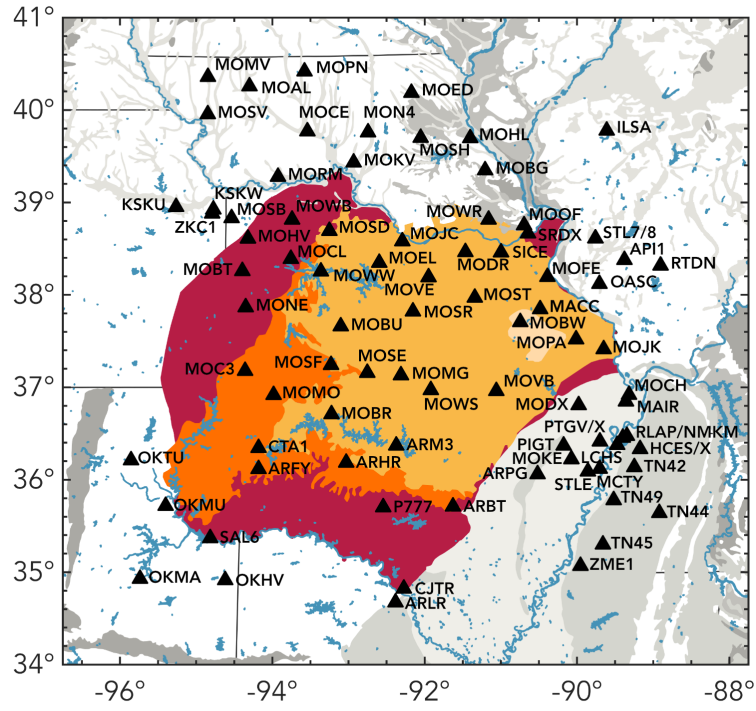 41°
MOMV
MOPN
MOAL
MOED
40°
MOSV
MOCE
MON4
MOSH
MOHL
ILSA
MOKV
MOBG
MORM
39°
KSKU
KSKW
ZKC1
MOSB
MOWB
MOSD
MOWR
MOOF
SRDX
STL7/8
MOHV
MOJC
MOCL
MOEL
MODR
SICE
API1
RTDN
MOBT
MOWW
MOVE
MOFE
OASC
38°
MONE
MOST
MACC
MOSR
MOBU
MOBW
MOPA
MOJK
MOC3
MOSF
MOSE
MOMG
37°
MOMO
MOWS
MOVB
MOCH
MODX
MAIR
MOBR
PTGV/X
RLAP/NMKM
CTA1
ARM3
PIGT
HCES/X
OKTU
ARFY
ARHR
MOKE
LCHS
TN42
36°
ARPG
STLE
MCTY
OKMU
P777
ARBT
TN49
TN44
SAL6
TN45
ZME1
35°
OKMA
OKHV
CJTR
ARLR
34°
-96°
-94°
-92°
-90°
-88°